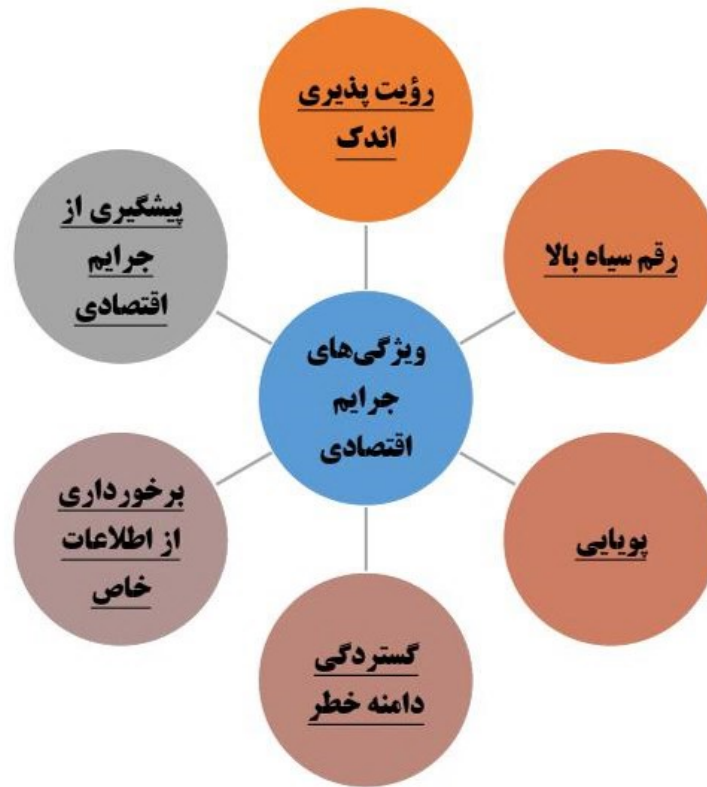 رؤیت پذیری
اندک
رقم سیاه بالا
پویایی
گستردگی
دامنه خطر
برخورداری
از اطلاعات
خاص
پیشگیری از
جرایم
اقتصادی
ویژگی‌های
جرایم
اقتصادی